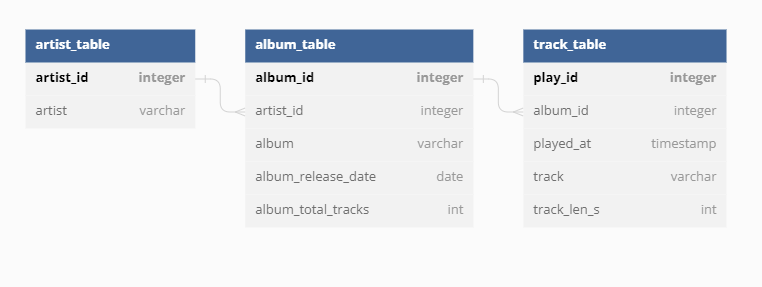 artist_table
artist_id integer
artist varchar
album_table
album_id integer
artist_id integer
album varchar
album_release_date date
album_total_tracks int
track_table
play_id integer
album_id integer
played_at timestamp
track varchar
track_len_s int